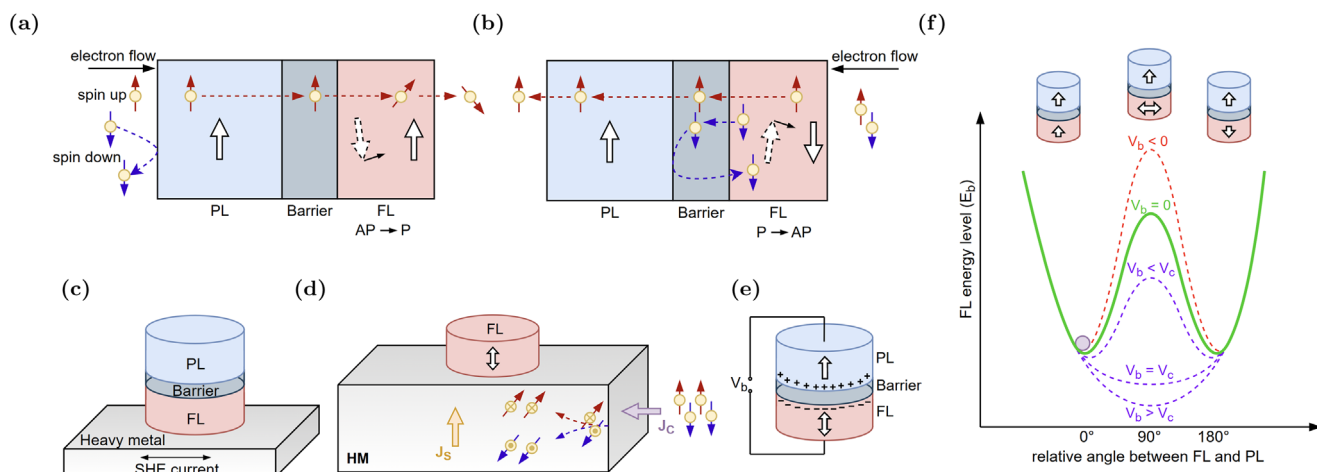 (a)
electron flow
spin up
spin down
PL
Barrier
FL
AP → P
(b)
electron flow
PL
Barrier
FL
P → AP
(c)
PL
Barrier
FL
Heavy metal
SHE current
(d)
FL
HM
J_S
J_C
(e)
V_b
PL
Barrier
FL
+ + + + + + + + +
- - - - - - -
(f)
FL energy level (E_b)
V_b < 0
V_b = 0
V_b < V_c
V_b = V_c
V_b > V_c
0° 90° 180°
relative angle between FL and PL